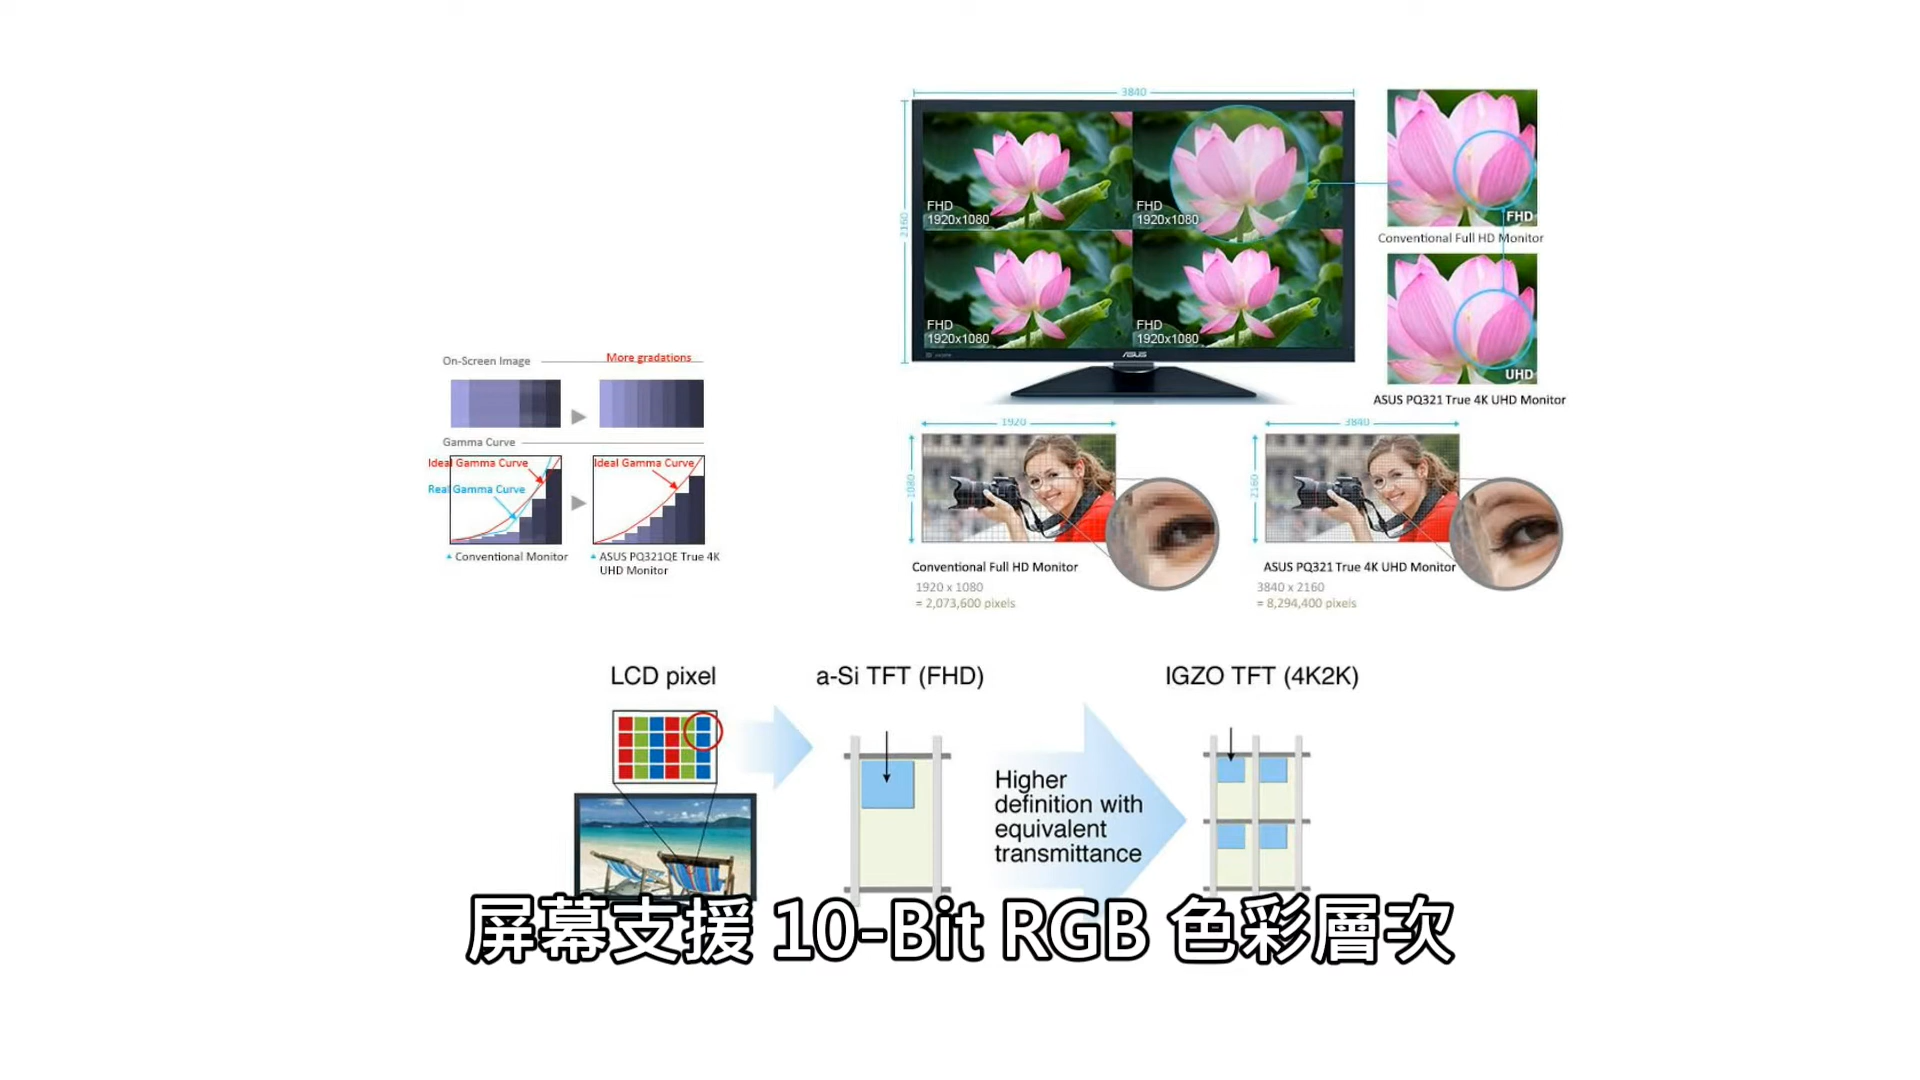 3840
2160
FHD
1920x1080
FHD
1920x1080
FHD
1920x1080
FHD
1920x1080
ASUS
FHD
Conventional Full HD Monitor
UHD
ASUS PQ321 True 4K UHD Monitor
On-Screen Image
More gradations
Gamma Curve
Ideal Gamma Curve
Real Gamma Curve
Ideal Gamma Curve
Conventional Monitor
ASUS PQ321QE True 4K
UHD Monitor
1920
1080
Conventional Full HD Monitor
1920 x 1080
= 2,073,600 pixels
3840
2160
ASUS PQ321 True 4K UHD Monitor
3840 x 2160
= 8,294,400 pixels
LCD pixel
a-Si TFT (FHD)
IGZO TFT (4K2K)
Higher
definition with
equivalent
transmittance
屏幕支援 10-Bit RGB 色彩層次